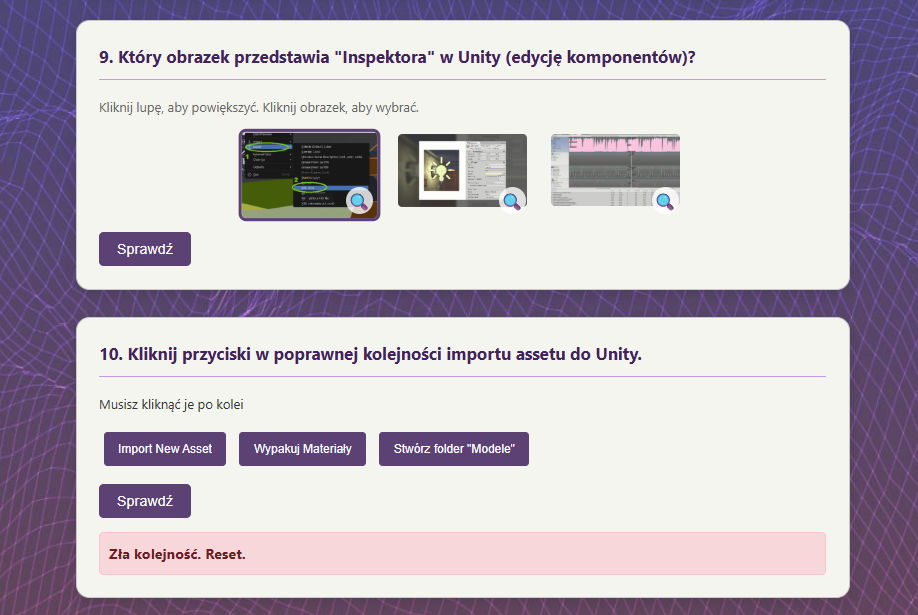 9. Który obrazek przedstawia "Inspektora" w Unity (edycję komponentów)?
Kliknij lupę, aby powiększyć. Kliknij obrazek, aby wybrać.
Sprawdź
10. Kliknij przyciski w poprawnej kolejności importu assetu do Unity.
Musisz kliknąć je po kolei
Import New Asset
Wypakuj Materiały
Stwórz folder "Modele"
Sprawdź
Zła kolejność. Reset.